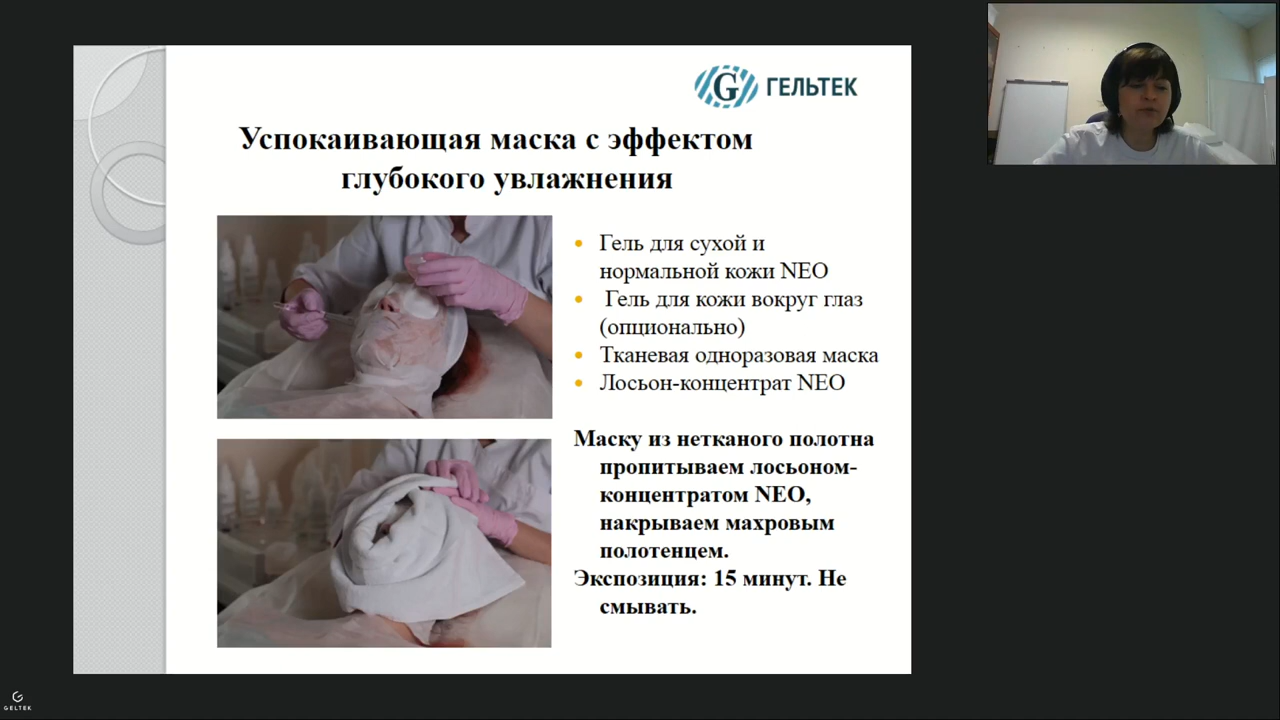 G ГЕЛЬТЕК
Успокаивающая маска с эффектом
глубокого увлажнения
Гель для сухой и
нормальной кожи NEO
Гель для кожи вокруг глаз
(опционально)
Тканевая одноразовая маска
Лосьон-концентрат NEO
Маску из нетканого полотна
пропитываем лосьоном-
концентратом NEO,
накрываем махровым
полотенцем.
Экспозиция: 15 минут. Не
смывать.
GELTEK